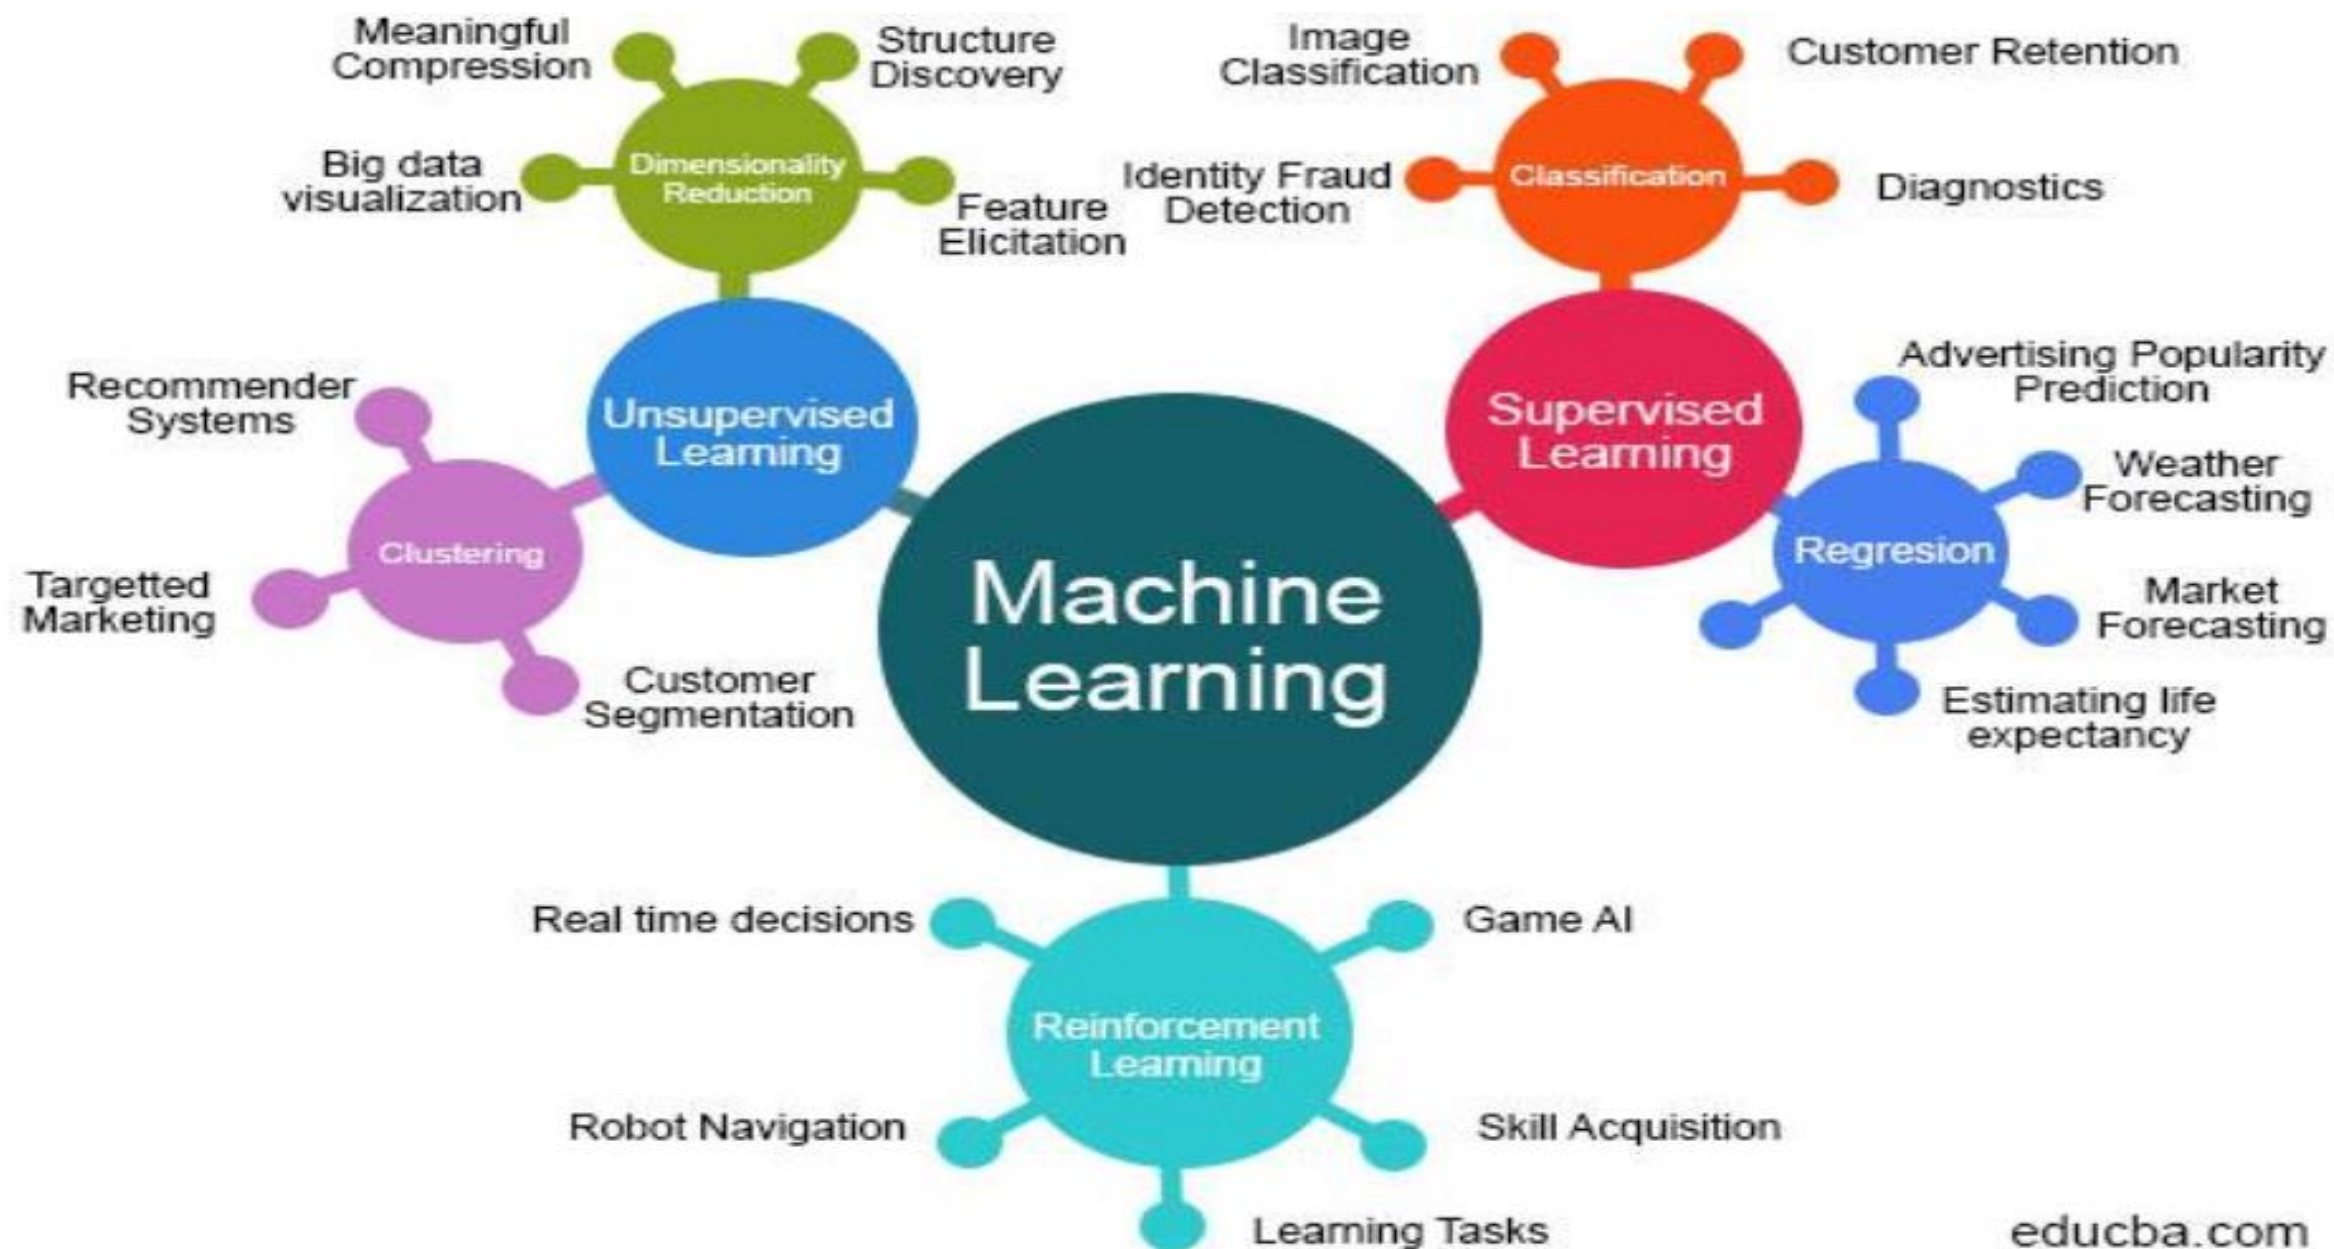 Meaningful
Compression
Structure
Discovery
Big data
visualization
Dimensionality
Reduction
Feature
Elicitation
Image
Classification
Customer Retention
Identity Fraud
Detection
Classification
Diagnostics
Recommender
Systems
Unsupervised
Learning
Clustering
Targetted
Marketing
Customer
Segmentation
Machine
Learning
Supervised
Learning
Advertising Popularity
Prediction
Weather
Forecasting
Regresion
Market
Forecasting
Estimating life
expectancy
Real time decisions
Game AI
Reinforcement
Learning
Robot Navigation
Skill Acquisition
Learning Tasks
educba.com